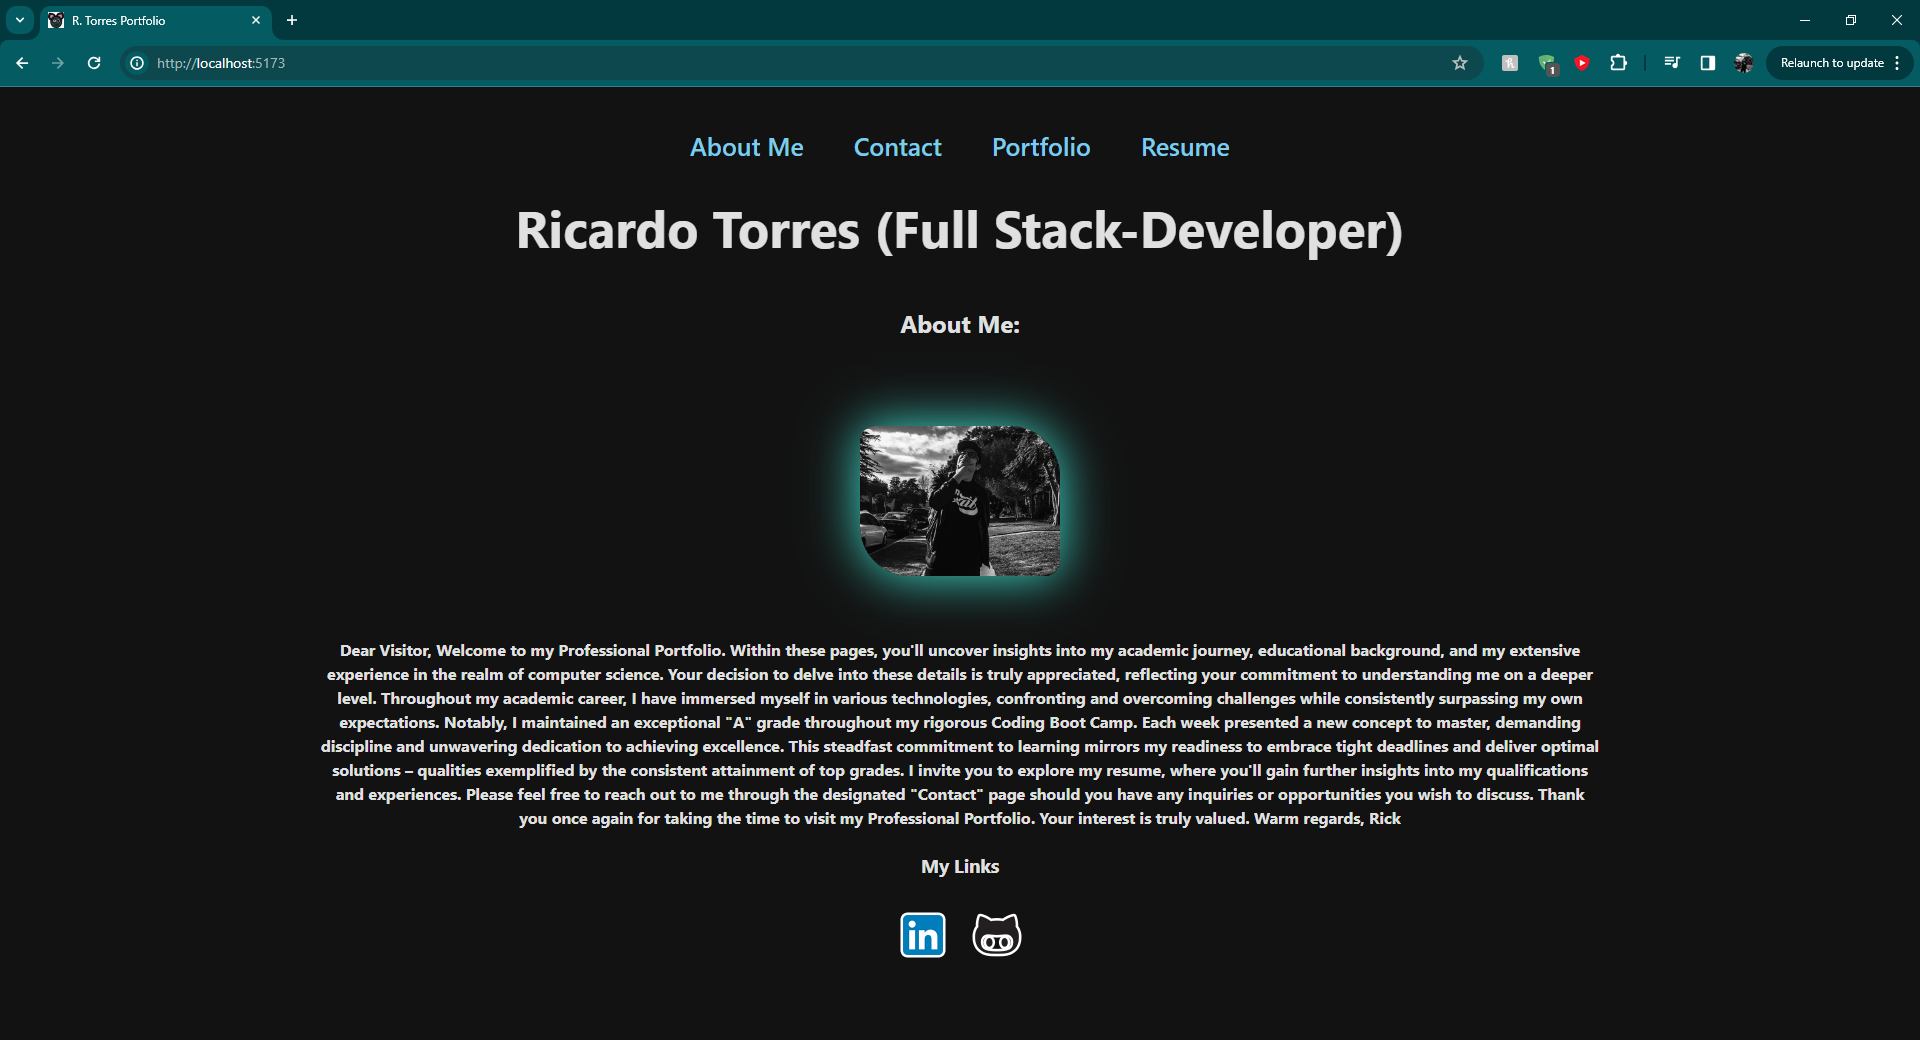 R. Torres Portfolio
http://localhost:5173
1
Relaunch to update
About Me Contact Portfolio Resume
Ricardo Torres (Full Stack-Developer)
About Me:
Dear Visitor, Welcome to my Professional Portfolio. Within these pages, you'll uncover insights into my academic journey, educational background, and my extensive
experience in the realm of computer science. Your decision to delve into these details is truly appreciated, reflecting your commitment to understanding me on a deeper
level. Throughout my academic career, I have immersed myself in various technologies, confronting and overcoming challenges while consistently surpassing my own
expectations. Notably, I maintained an exceptional "A" grade throughout my rigorous Coding Boot Camp. Each week presented a new concept to master, demanding
discipline and unwavering dedication to achieving excellence. This steadfast commitment to learning mirrors my readiness to embrace tight deadlines and deliver optimal
solutions – qualities exemplified by the consistent attainment of top grades. I invite you to explore my resume, where you'll gain further insights into my qualifications
and experiences. Please feel free to reach out to me through the designated "Contact" page should you have any inquiries or opportunities you wish to discuss. Thank
you once again for taking the time to visit my Professional Portfolio. Your interest is truly valued. Warm regards, Rick
My Links
in